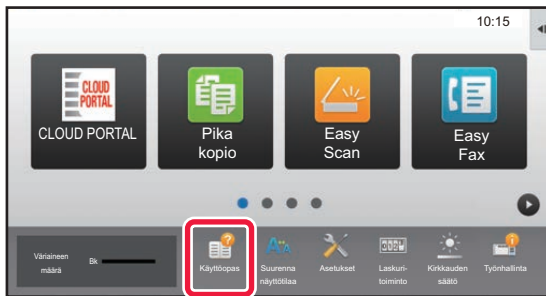 10:15
CLOUD
PORTAL
CLOUD PORTAL
Pika
kopio
Easy
Scan
Easy
Fax
Väriaineen
määrä
Bk
Käyttöopas
Suurenna
näyttötilaa
Asetukset
Laskuri-
toiminto
Kirkkauden
säätö
Työnhallinta